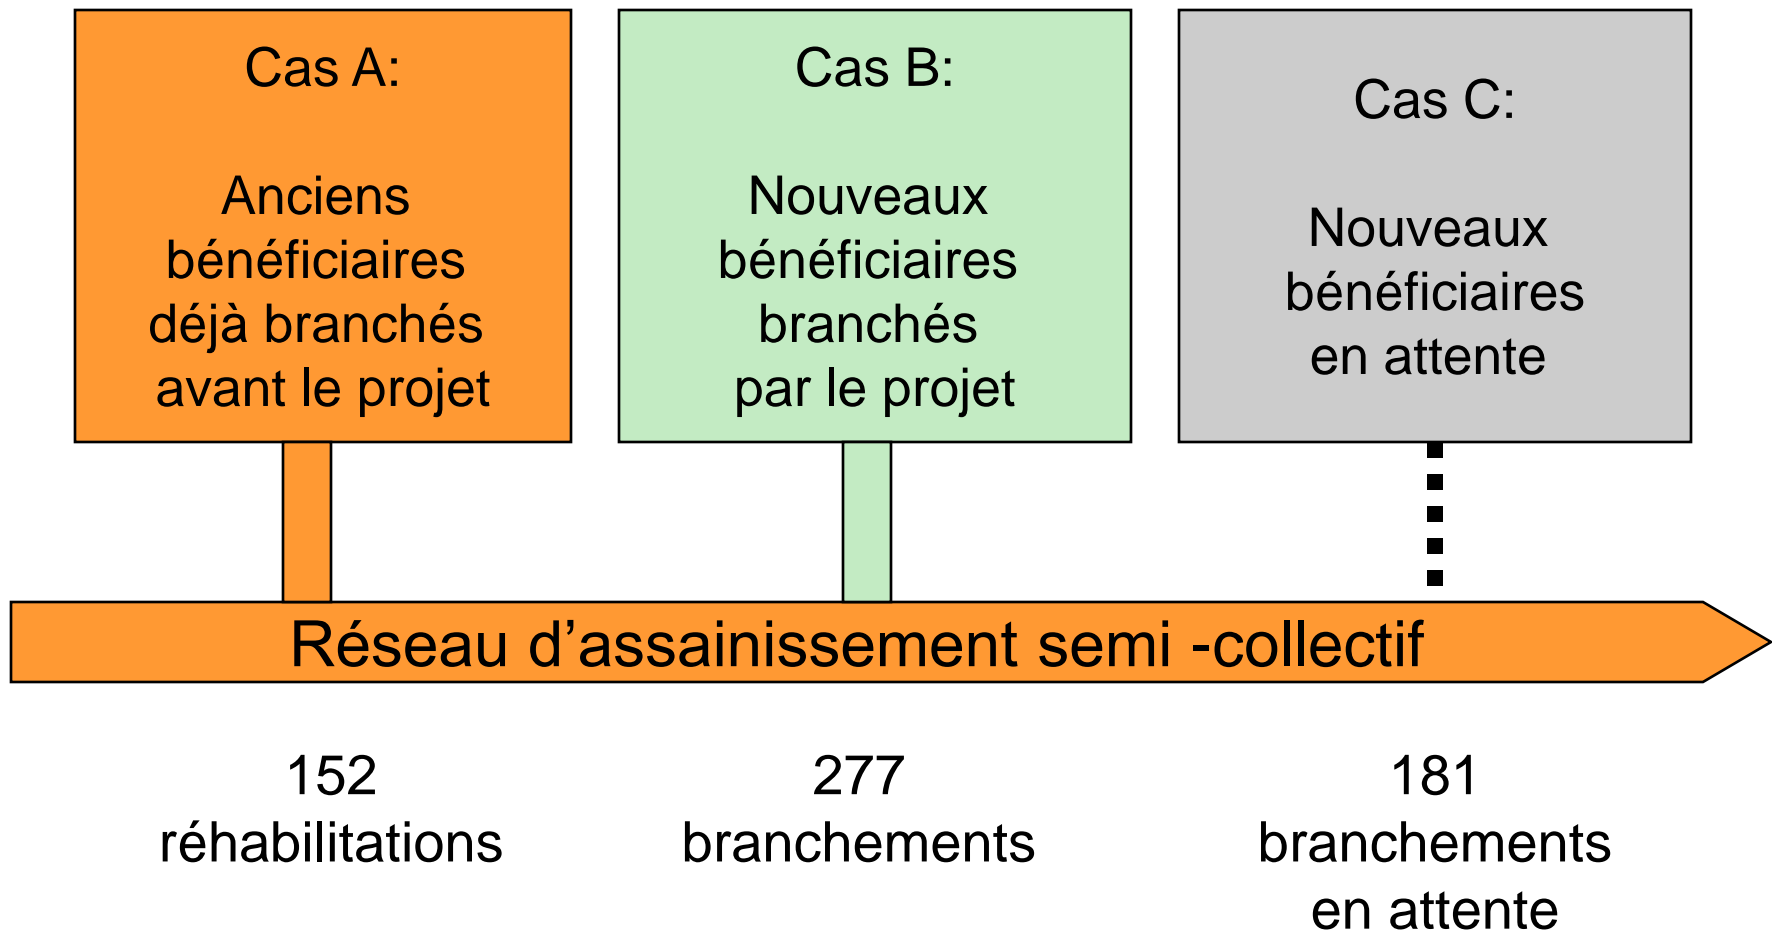 Cas A:
Anciens
bénéficiaires
déjà branchés
avant le projet
Cas B:
Nouveaux
bénéficiaires
branchés
par le projet
Cas C:
Nouveaux
bénéficiaires
en attente
Réseau d’assainissement semi -collectif
152
réhabilitations
277
branchements
181
branchements
en attente